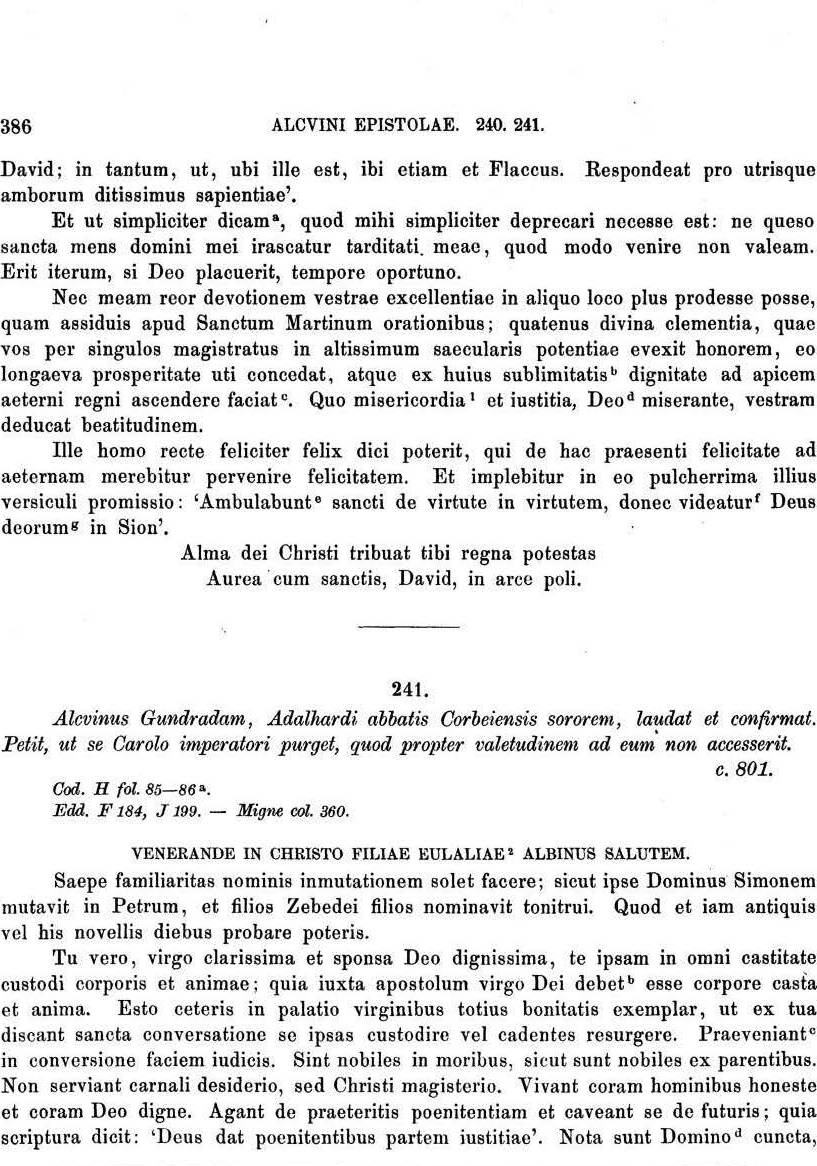 386 ALCVINI EPISTOLAE. 240. 241.
David; in tantum, ut, ubi ille est, ibi etiam et Flaccus. Respondeat pro utrisque
amborum ditissimus sapientiae’.
Et ut simpliciter dicamᵃ, quod mihi simpliciter deprecari necesse est: ne queso
sancta mens domini mei irascatur tarditati meae, quod modo venire non valeam.
Erit iterum, si Deo placuerit, tempore oportuno.
Nec meam reor devotionem vestrae excellentiae in aliquo loco plus prodesse posse,
quam assiduis apud Sanctum Martinum orationibus; quatenus divina clementia, quae
vos per singulos magistratus in altissimum saecularis potentiae evexit honorem, eo
longaeva prosperitate uti concedat, atque ex huius sublimitatisᵇ dignitate ad apicem
aeterni regni ascendere faciatᶜ. Quo misericordia¹ et iustitia, Deoᵈ miserante, vestram
deducat beatitudinem.
Ille homo recte feliciter felix dici poterit, qui de hac praesenti felicitate ad
aeternam merebitur pervenire felicitatem. Et implebitur in eo pulcherrima illius
versiculi promissio: ‘Ambulabuntᵉ sancti de virtute in virtutem, donec videaturᶠ Deus
deorumᵍ in Sion’.
Alma dei Christi tribuat tibi regna potestas
Aurea cum sanctis, David, in arce poli.
241.
Alcvinus Gundradam, Adalhardi abbatis Corbeiensis sororem, laudat et confirmat.
Petit, ut se Carolo imperatori purget, quod propter valetudinem ad eum non accesserit.
c. 801.
Cod. H fol. 85—86ᵃ.
Edd. F 184, J 199. — Migne col. 360.
VENERANDE IN CHRISTO FILIAE EULALIAE² ALBINUS SALUTEM.
Saepe familiaritas nominis inmutationem solet facere; sicut ipse Dominus Simonem
mutavit in Petrum, et filios Zebedei filios nominavit tonitrui. Quod et iam antiquis
vel his novellis diebus probare poteris.
Tu vero, virgo clarissima et sponsa Deo dignissima, te ipsam in omni castitate
custodi corporis et animae; quia iuxta apostolum virgo Dei debetᵇ esse corpore casta
et anima. Esto ceteris in palatio virginibus totius bonitatis exemplar, ut ex tua
discant sancta conversatione se ipsas custodire vel cadentes resurgere. Praeveniantᶜ
in conversione faciem iudicis. Sint nobiles in moribus, sicut sunt nobiles ex parentibus.
Non serviant carnali desiderio, sed Christi magisterio. Vivant coram hominibus honeste
et coram Deo digne. Agant de praeteritis poenitentiam et caveant se de futuris; quia
scriptura dicit: ‘Deus dat poenitentibus partem iustitiae’. Nota sunt Dominoᵈ cuncta,